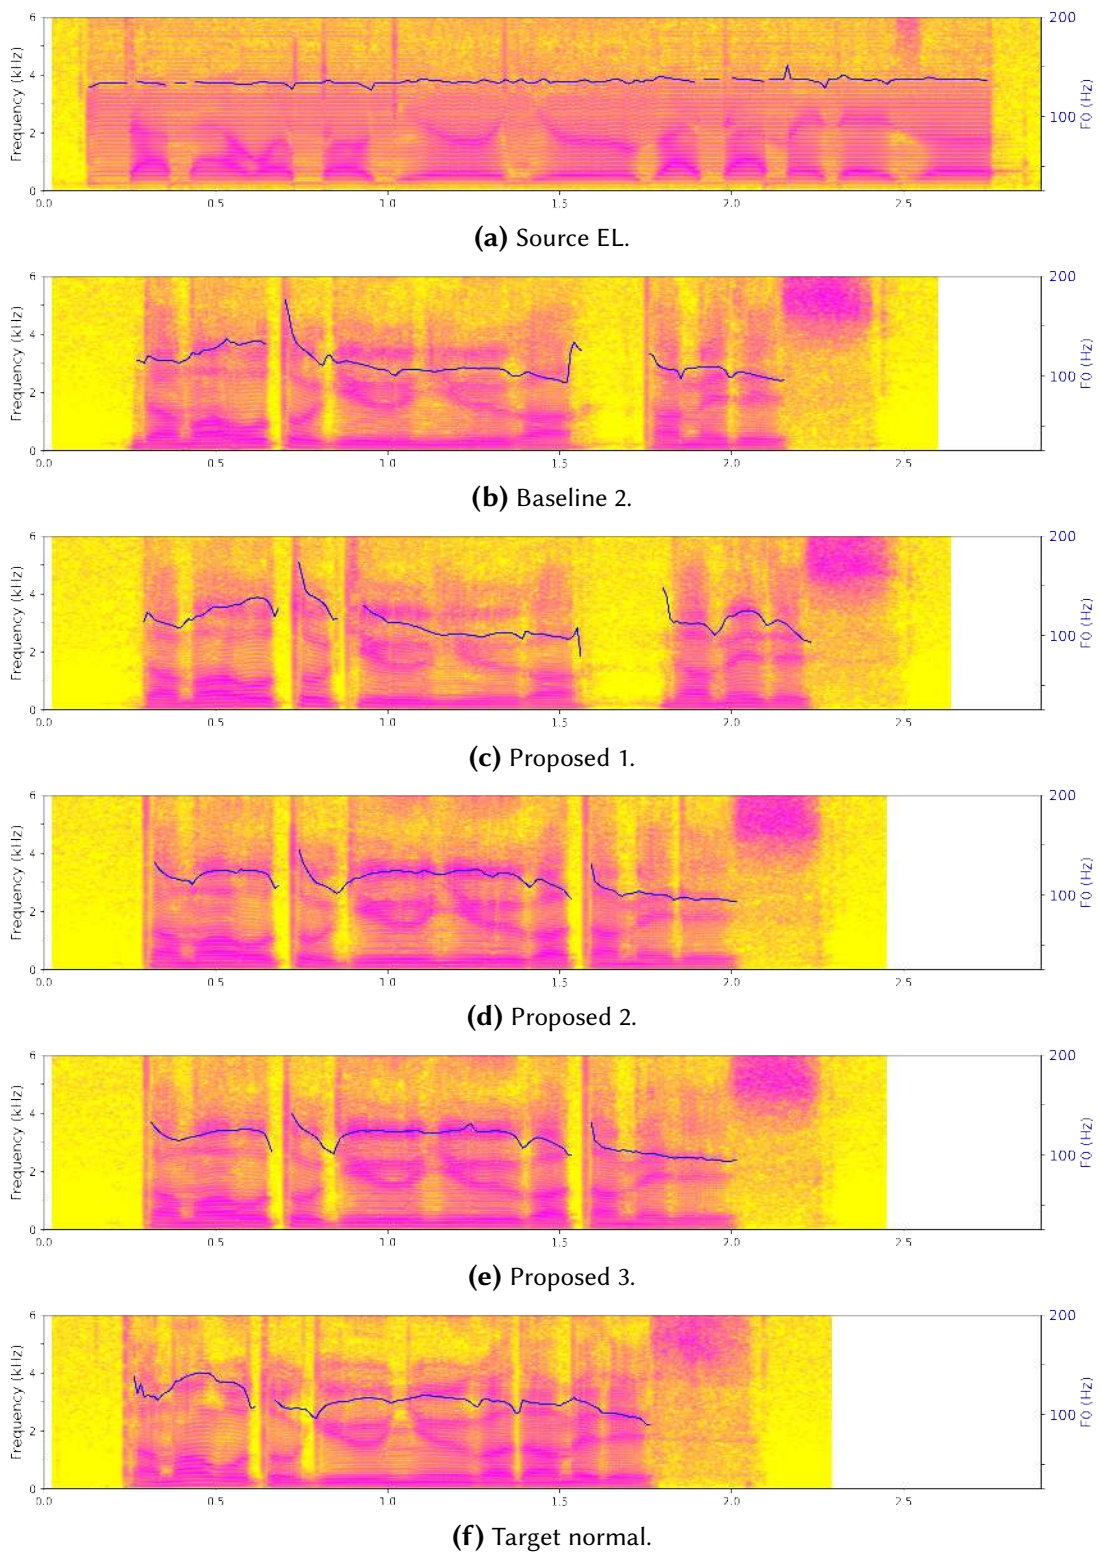 6 4 2 0
Frequency (kHz)
200 100
F0 (Hz)
0.0 0.5 1.0 1.5 2.0 2.5
(a) Source EL.
6 4 2 0
Frequency (kHz)
200 100
F0 (Hz)
0.0 0.5 1.0 1.5 2.0 2.5
(b) Baseline 2.
6 4 2 0
Frequency (kHz)
200 100
F0 (Hz)
0.0 0.5 1.0 1.5 2.0 2.5
(c) Proposed 1.
6 4 2 0
Frequency (kHz)
200 100
F0 (Hz)
0.0 0.5 1.0 1.5 2.0 2.5
(d) Proposed 2.
6 4 2 0
Frequency (kHz)
200 100
F0 (Hz)
0.0 0.5 1.0 1.5 2.0 2.5
(e) Proposed 3.
6 4 2 0
Frequency (kHz)
200 100
F0 (Hz)
0.0 0.5 1.0 1.5 2.0 2.5
(f) Target normal.